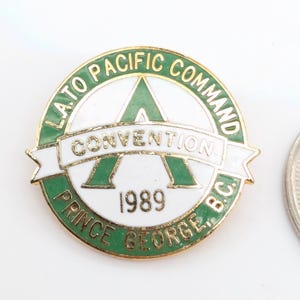 L.A.TO PACIFIC COMMAND
CONVENTION
1989
PRINCE GEORGE, B.C.